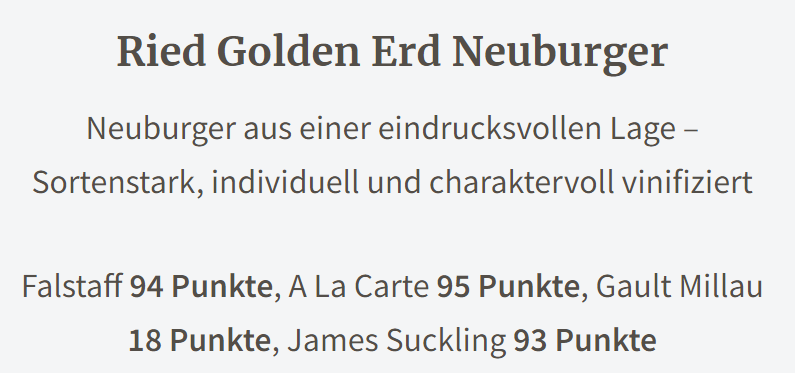 Ried Golden Erd Neuburger
Neuburger aus einer eindrucksvollen Lage –
Sortenstark, individuell und charaktervoll vinifiziert
Falstaff 94 Punkte, A La Carte 95 Punkte, Gault Millau
18 Punkte, James Suckling 93 Punkte